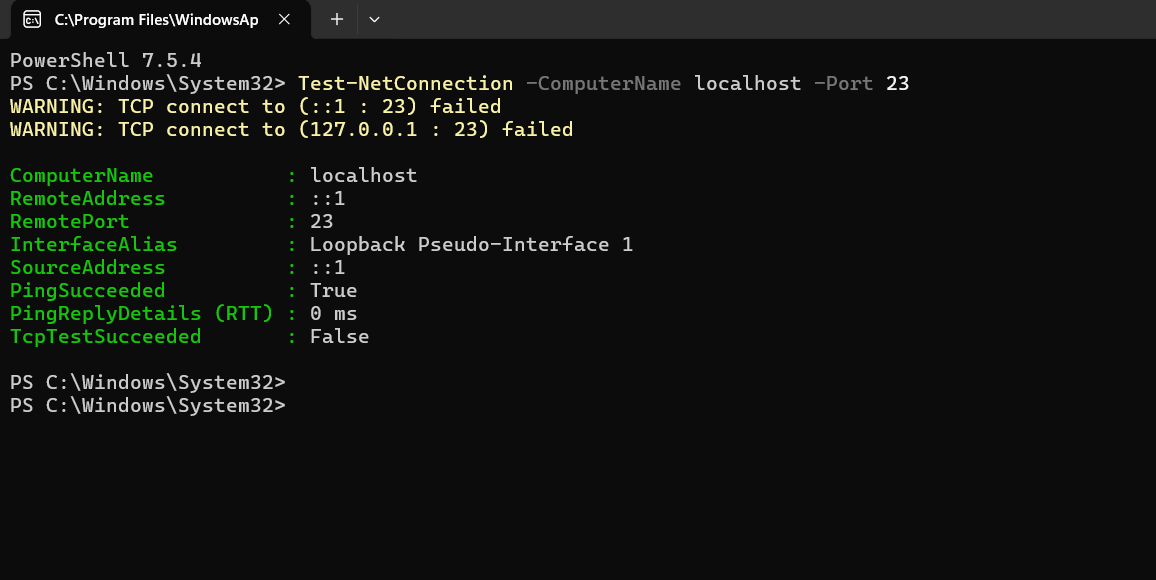 C:\Program Files\WindowsAp
PowerShell 7.5.4
PS C:\Windows\System32> Test-NetConnection -ComputerName localhost -Port 23
WARNING: TCP connect to (::1 : 23) failed
WARNING: TCP connect to (127.0.0.1 : 23) failed
ComputerName : localhost
RemoteAddress : ::1
RemotePort : 23
InterfaceAlias : Loopback Pseudo-Interface 1
SourceAddress : ::1
PingSucceeded : True
PingReplyDetails (RTT) : 0 ms
TcpTestSucceeded : False
PS C:\Windows\System32>
PS C:\Windows\System32>